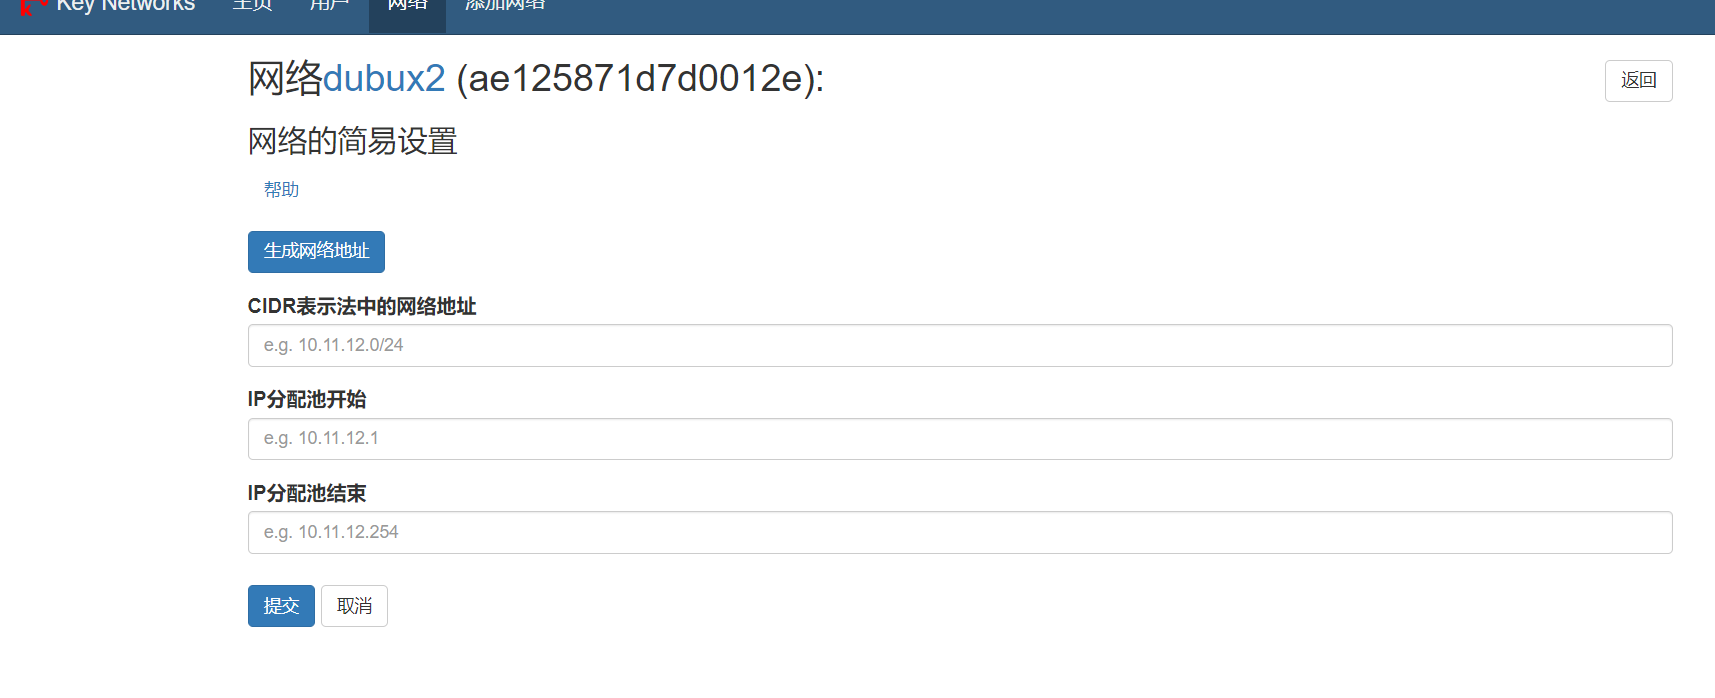 Key Networks 主页 用户 网络 添加网络
网络dubux2 (ae125871d7d0012e):
返回
网络的简易设置
帮助
生成网络地址
CIDR表示法中的网络地址
e.g. 10.11.12.0/24
IP分配池开始
e.g. 10.11.12.1
IP分配池结束
e.g. 10.11.12.254
提交 取消